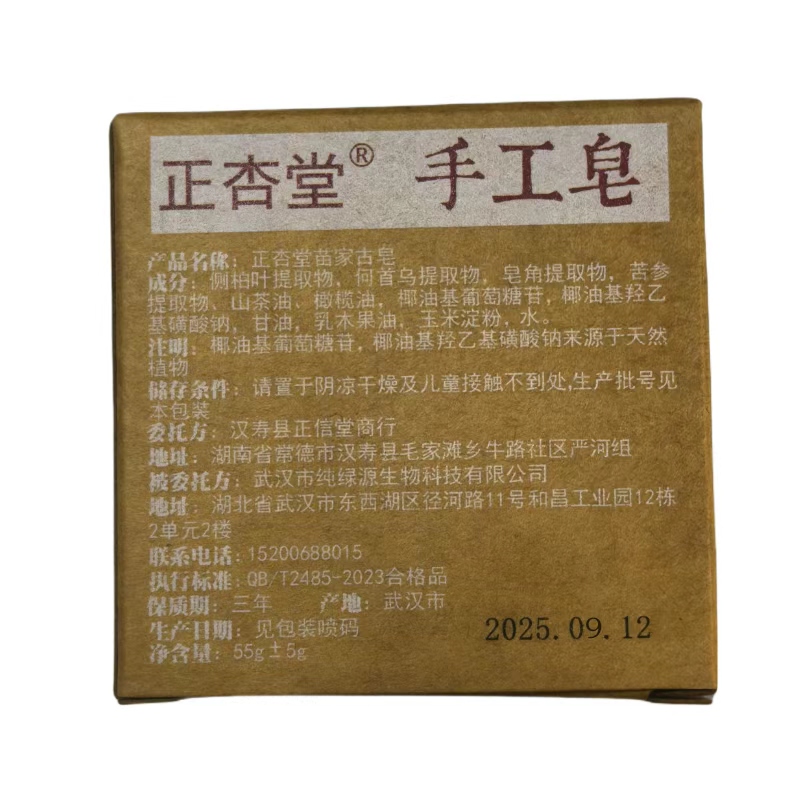 正杏堂® 手工皂
产品名称：正杏堂苗家古皂
成分：侧柏叶提取物，何首乌提取物，皂角提取物，苦参
提取物、山茶油、橄榄油，椰油基葡萄糖苷，椰油基羟乙
基磺酸钠，甘油，乳木果油，玉米淀粉，水。
注明：椰油基葡萄糖苷，椰油基羟乙基磺酸钠来源于天然
植物
储存条件：请置于阴凉干燥及儿童接触不到处,生产批号见
本包装
委托方：汉寿县正信堂商行
地址：湖南省常德市汉寿县毛家滩乡牛路社区严河组
被委托方：武汉市纯绿源生物科技有限公司
地址：湖北省武汉市东西湖区径河路11号和昌工业园12栋
2单元2楼
联系电话：15200688015
执行标准：QB/T2485-2023合格品
保质期：三年 产地：武汉市
生产日期：见包装喷码
2025.09.12
净含量：55g±5g